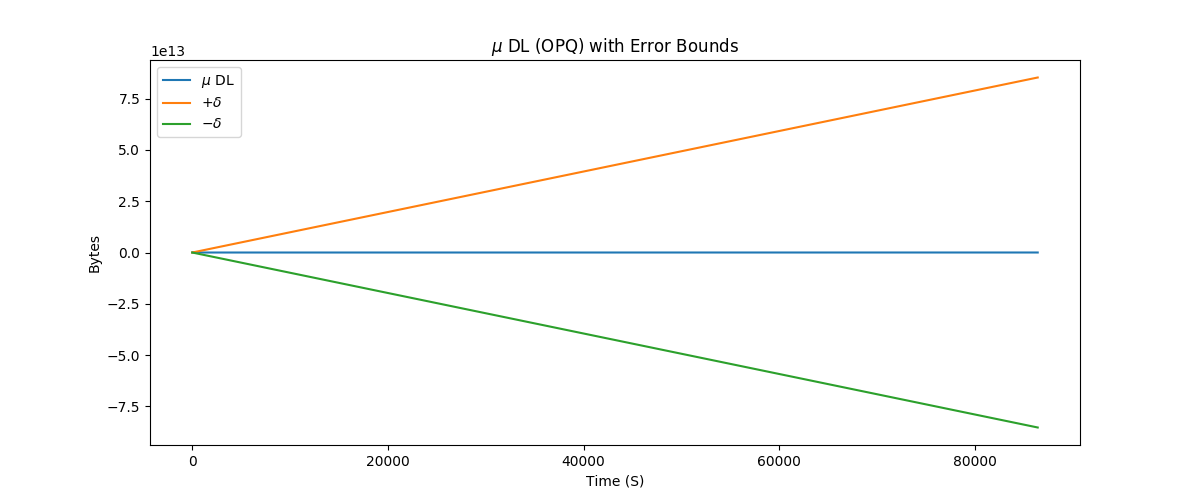 μ DL (OPQ) with Error Bounds
1e13
μ DL
+δ
−δ
7.5
5.0
2.5
0.0
−2.5
−5.0
−7.5
Bytes
0 20000 40000 60000 80000
Time (S)